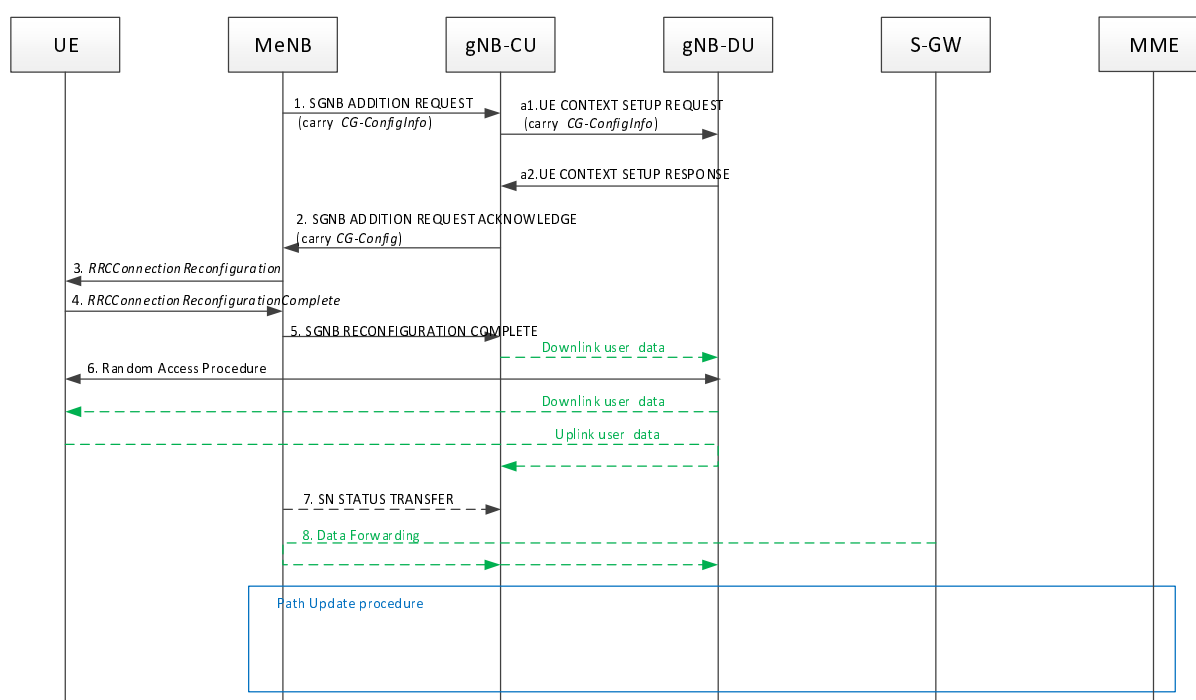 UE
MeNB
gNB-CU
gNB-DU
S-GW
MME
1. SGNB ADDITION REQUEST
(carry CG-ConfigInfo)
a1.UE CONTEXT SETUP REQUEST
(carry CG-ConfigInfo)
a2.UE CONTEXT SETUP RESPONSE
2. SGNB ADDITION REQUEST ACKNOWLEDGE
(carry CG-Config)
3. RRCConnectionReconfiguration
4. RRCConnectionReconfigurationComplete
5. SGNB RECONFIGURATION COMPLETE
Downlink user data
6. Random Access Procedure
Downlink user data
Uplink user data
7. SN STATUS TRANSFER
8. Data Forwarding
Path Update procedure